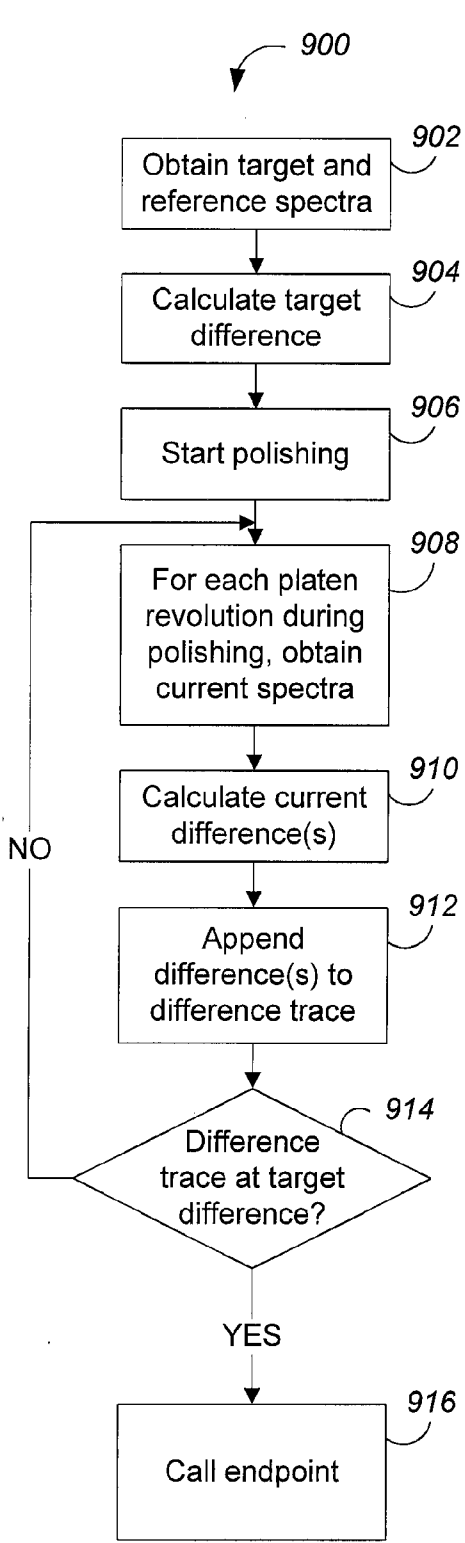 900
902
Obtain target and
reference spectra
904
Calculate target
difference
906
Start polishing
908
For each platen
revolution during
polishing, obtain
current spectra
910
Calculate current
difference(s)
NO
912
Append
difference(s) to
difference trace
914
Difference
trace at target
difference?
YES
916
Call endpoint